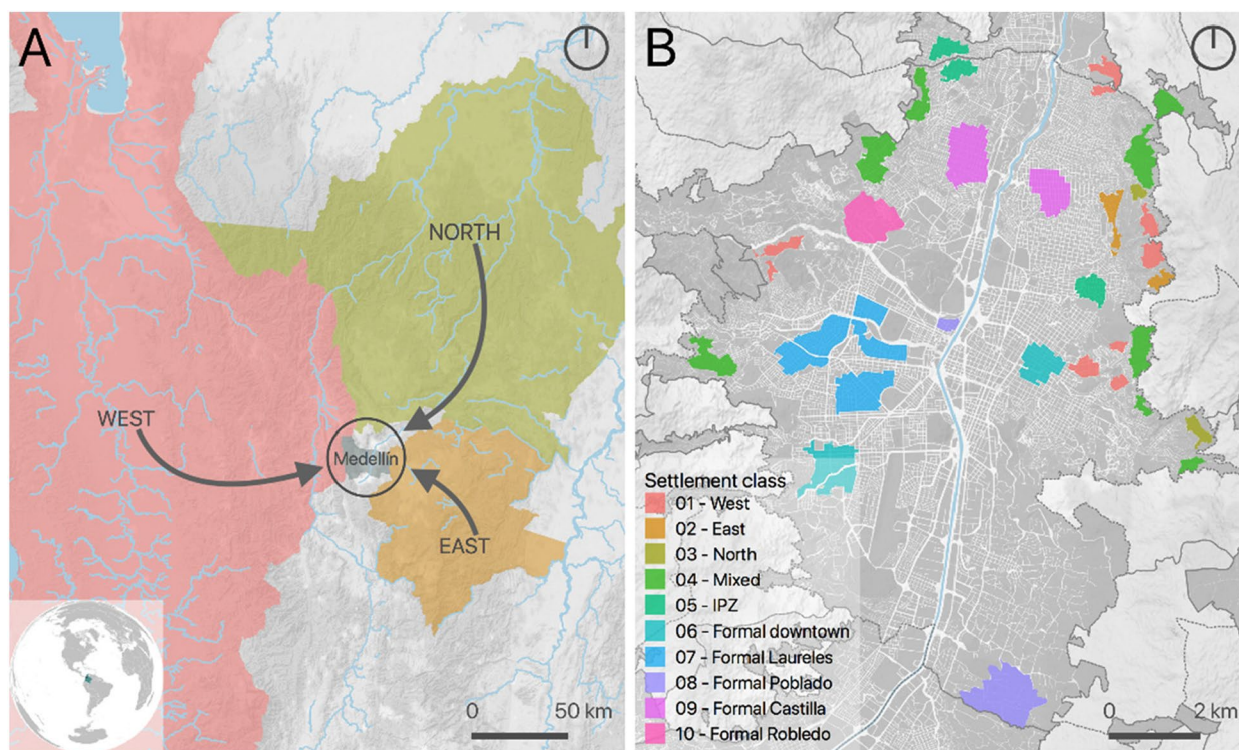 A
NORTH
WEST
Medellín
EAST
0 50 km
B
Settlement class
01 - West
02 - East
03 - North
04 - Mixed
05 - IPZ
06 - Formal downtown
07 - Formal Laureles
08 - Formal Poblado
09 - Formal Castilla
10 - Formal Robledo
0 2 km